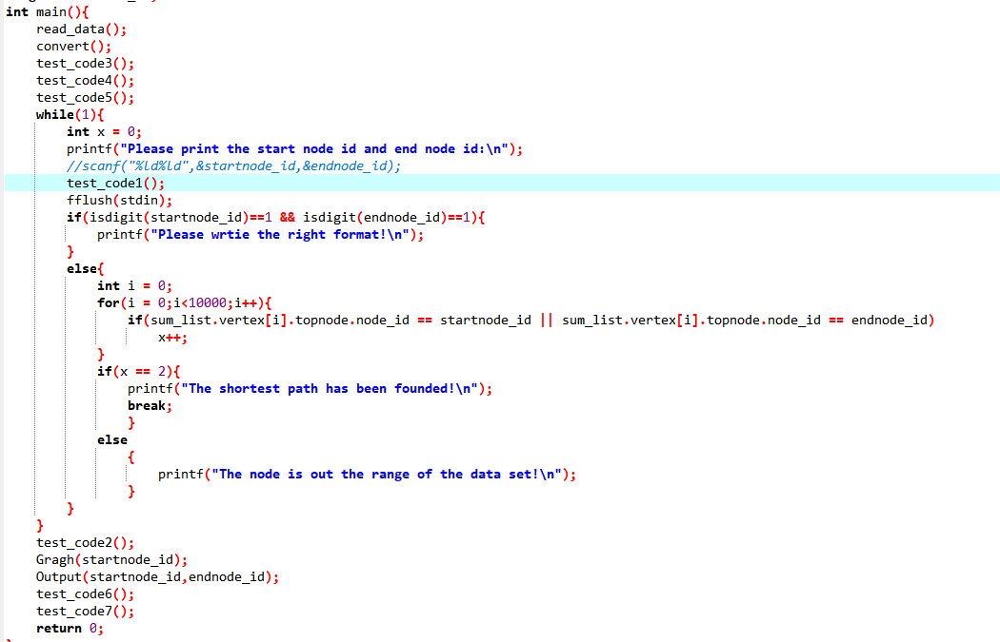 int main(){
read_data();
convert();
test_code3();
test_code4();
test_code5();
while(1){
int x = 0;
printf("Please print the start node id and end node id:\n");
//scanf("%ld%ld",&startnode_id,&endnode_id);
test_code1();
fflush(stdin);
if(isdigit(startnode_id)==1 && isdigit(endnode_id)==1){
printf("Please wrtie the right format!\n");
}
else{
int i = 0;
for(i = 0;i<10000;i++){
if(sum_list.vertex[i].topnode.node_id == startnode_id || sum_list.vertex[i].topnode.node_id == endnode_id)
x++;
}
if(x == 2){
printf("The shortest path has been founded!\n");
break;
}
else
{
printf("The node is out the range of the data set!\n");
}
}
}
test_code2();
Gragh(startnode_id);
Output(startnode_id,endnode_id);
test_code6();
test_code7();
return 0;